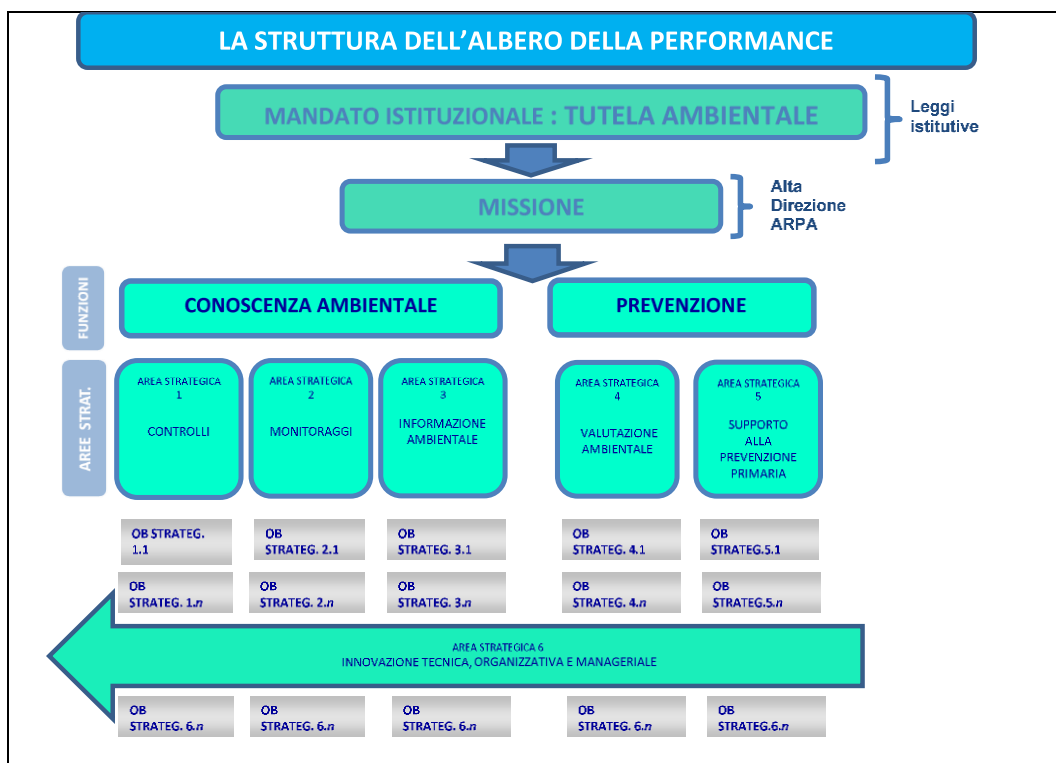 LA STRUTTURA DELL'ALBERO DELLA PERFORMANCE
MANDATO ISTITUZIONALE : TUTELA AMBIENTALE
Leggi
istitutive
MISSIONE
Alta
Direzione
ARPA
FUNZIONI
CONOSCENZA AMBIENTALE
PREVENZIONE
AREE STRAT.
AREA STRATEGICA
1
CONTROLLI
AREA STRATEGICA
2
MONITORAGGI
AREA STRATEGICA
3
INFORMAZIONE
AMBIENTALE
AREA STRATEGICA
4
VALUTAZIONE
AMBIENTALE
AREA STRATEGICA
5
SUPPORTO
ALLA
PREVENZIONE
PRIMARIA
OB STRATEG.
1.1
OB
STRATEG. 2.1
OB
STRATEG. 3.1
OB
STRATEG. 4.1
OB
STRATEG.5.1
OB
STRATEG. 1.n
OB
STRATEG. 2.n
OB
STRATEG. 3.n
OB
STRATEG. 4.n
OB
STRATEG.5.n
AREA STRATEGICA 6
INNOVAZIONE TECNICA, ORGANIZZATIVA E MANAGERIALE
OB
STRATEG. 6.n
OB
STRATEG. 6.n
OB
STRATEG. 6.n
OB
STRATEG. 6.n
OB
STRATEG.6.n